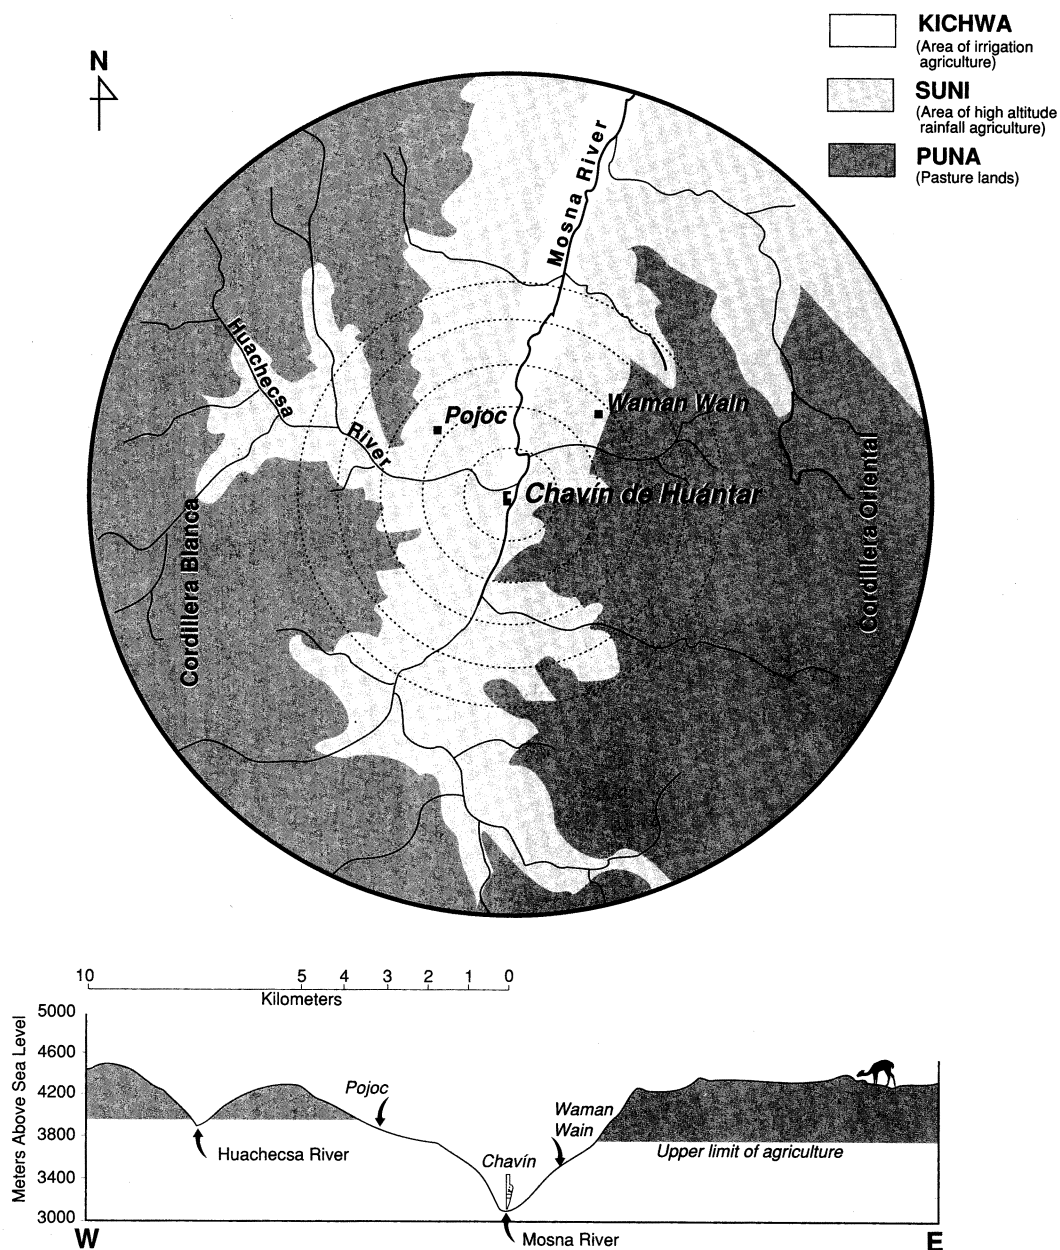 KICHWA
(Area of irrigation
agriculture)
SUNI
(Area of high altitude
rainfall agriculture)
PUNA
(Pasture lands)
N
Mosna River
Huachecsa
River
Pojoc
Waman Wain
Chavín de Huántar
Cordillera Blanca
Cordillera Oriental
10 5 4 3 2 1 0
Kilometers
Meters Above Sea Level
5000
4600
4200
3800
3400
3000
Pojoc
Waman
Wain
Huachecsa River
Upper limit of agriculture
Chavín
Mosna River
W
E